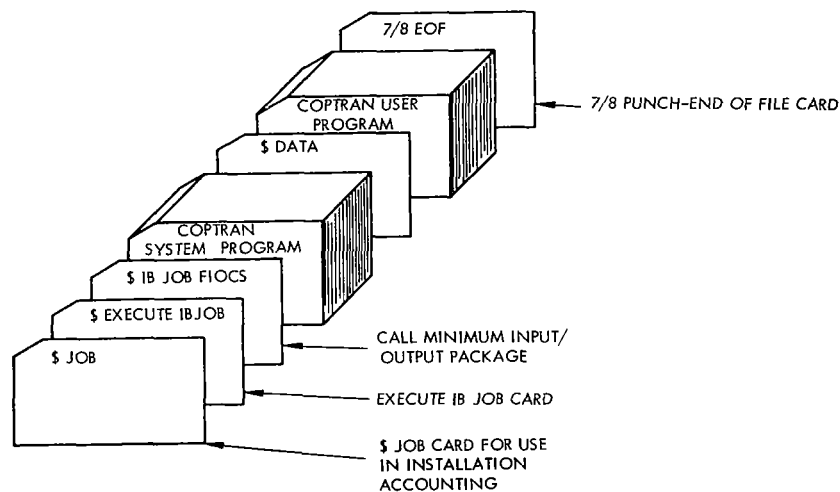 7/8 EOF
7/8 PUNCH-END OF FILE CARD
COPTRAN USER
PROGRAM
$ DATA
COPTRAN
SYSTEM PROGRAM
$ IB JOB FIOCS
$ EXECUTE IBJOB
CALL MINIMUM INPUT/
OUTPUT PACKAGE
$ JOB
EXECUTE IB JOB CARD
$ JOB CARD FOR USE
IN INSTALLATION
ACCOUNTING